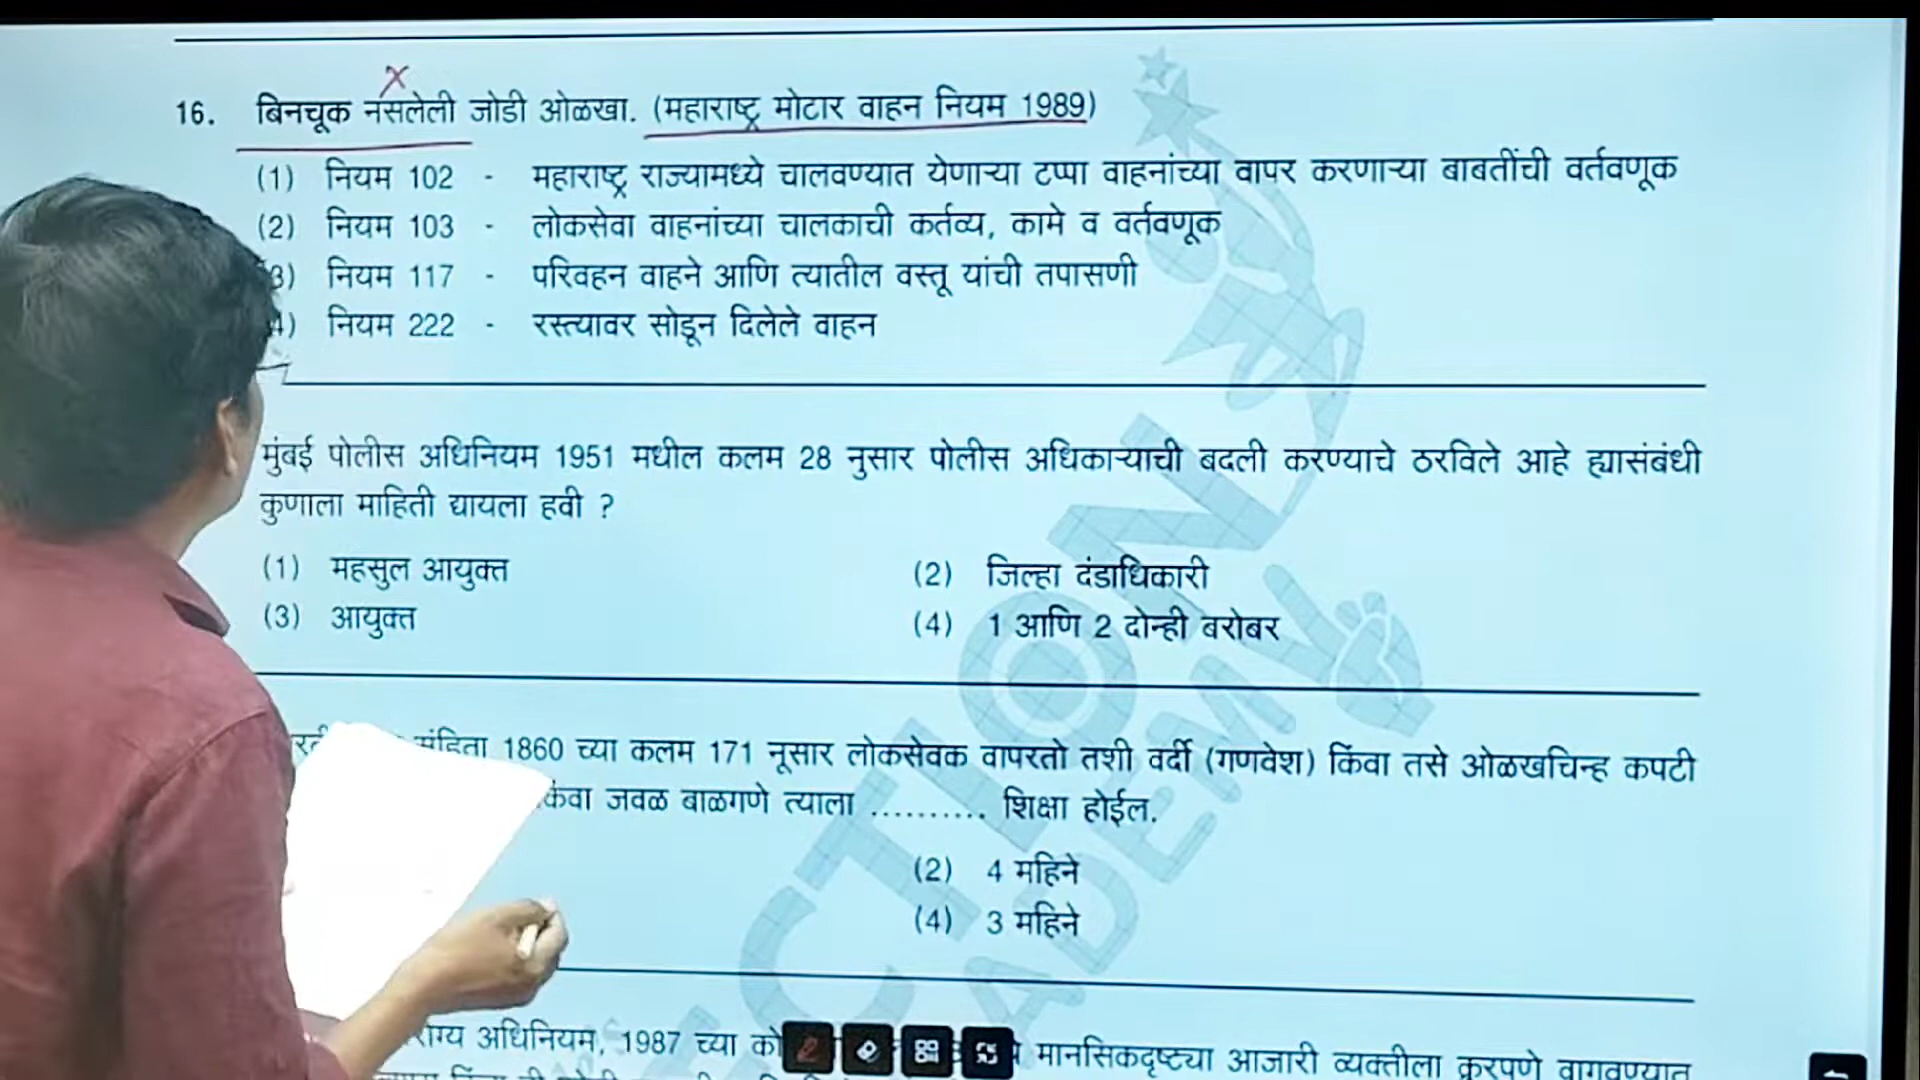 16. बिनचूक नसलेली जोडी ओळखा. (महाराष्ट्र मोटार वाहन नियम 1989)
(1) नियम 102 - महाराष्ट्र राज्यामध्ये चालवण्यात येणाऱ्या टप्पा वाहनांच्या वापर करणाऱ्या बाबतींची वर्तवणूक
(2) नियम 103 - लोकसेवा वाहनांच्या चालकाची कर्तव्य, कामे व वर्तवणूक
3) नियम 117 - परिवहन वाहने आणि त्यातील वस्तू यांची तपासणी
4) नियम 222 - रस्त्यावर सोडून दिलेले वाहन
मुंबई पोलीस अधिनियम 1951 मधील कलम 28 नुसार पोलीस अधिकाऱ्याची बदली करण्याचे ठरविले आहे ह्यासंबंधी
कुणाला माहिती द्यायला हवी ?
(1) महसुल आयुक्त (2) जिल्हा दंडाधिकारी
(3) आयुक्त (4) 1 आणि 2 दोन्ही बरोबर
संहिता 1860 च्या कलम 171 नूसार लोकसेवक वापरतो तशी वर्दी (गणवेश) किंवा तसे ओळखचिन्ह कपटी
किंवा जवळ बाळगणे त्याला .......... शिक्षा होईल.
(2) 4 महिने
(4) 3 महिने
अधिनियम, 1987 च्या मानसिकदृष्ट्या आजारी व्यक्तीला क्रूरपणे वागवण्यात